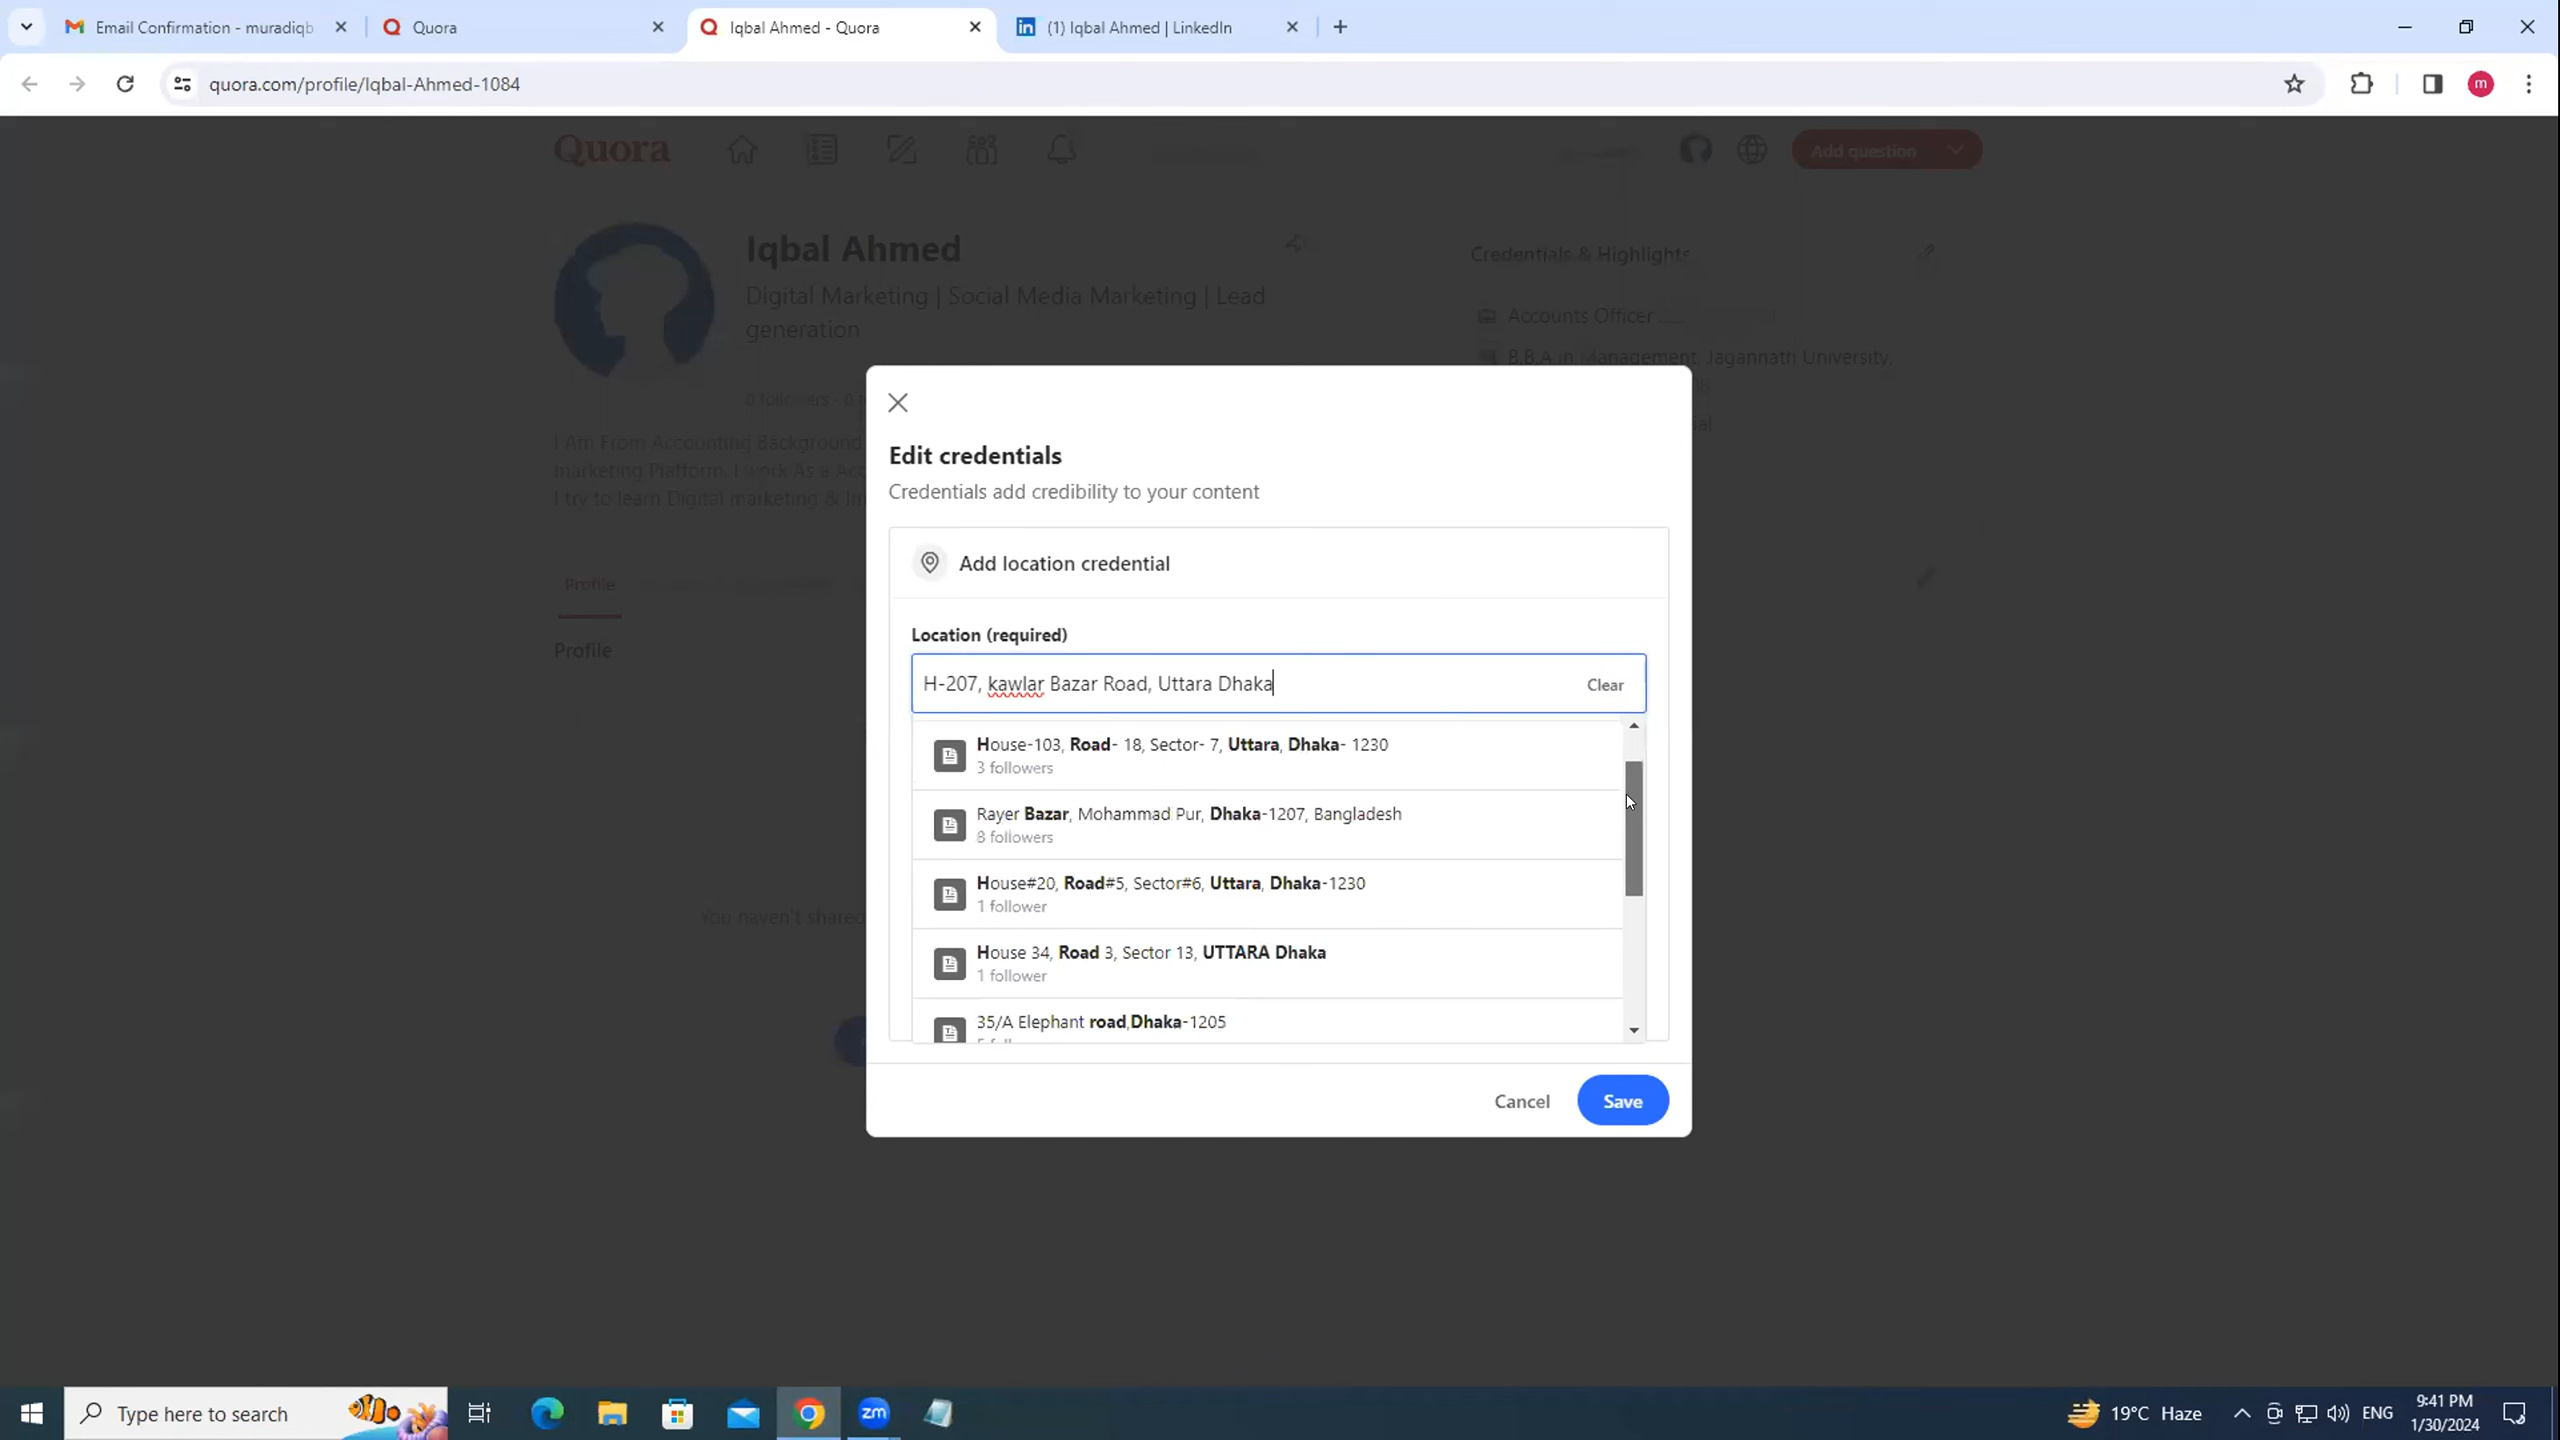 Email Confirmation - muradiqb
Quora
Iqbal Ahmed - Quora
(1) Iqbal Ahmed | LinkedIn
quora.com/profile/Iqbal-Ahmed-1084
m
Quora
Add question
Iqbal Ahmed
Digital Marketing | Social Media Marketing | Lead
generation
Credentials & Highlights
Accounts Officer
B.B.A in Management, Jagannath University,
0 followers
I Am From Accounting Background
marketing Platform. I work As a Acc
I try to learn Digital marketing & Im
Profile
Profile
You haven't shared
Edit credentials
Credentials add credibility to your content
Add location credential
Location (required)
H-207, kawlar Bazar Road, Uttara Dhaka
Clear
House-103, Road- 18, Sector- 7, Uttara, Dhaka- 1230
3 followers
Rayer Bazar, Mohammad Pur, Dhaka-1207, Bangladesh
8 followers
House#20, Road#5, Sector#6, Uttara, Dhaka-1230
1 follower
House 34, Road 3, Sector 13, UTTARA Dhaka
1 follower
35/A Elephant road,Dhaka-1205
Cancel
Save
Type here to search
zm
19°C Haze
ENG
9:41 PM
1/30/2024